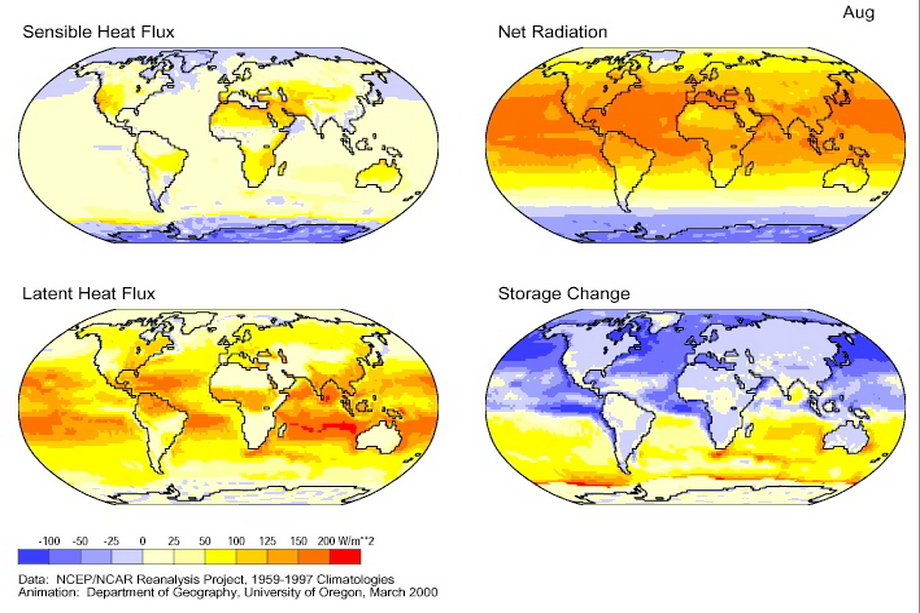 Aug
Sensible Heat Flux
Net Radiation
Latent Heat Flux
Storage Change
-100 -50 -25 0 25 50 100 125 150 200 W/m**2
Data: NCEP/NCAR Reanalysis Project, 1959-1997 Climatologies
Animation: Department of Geography, University of Oregon, March 2000